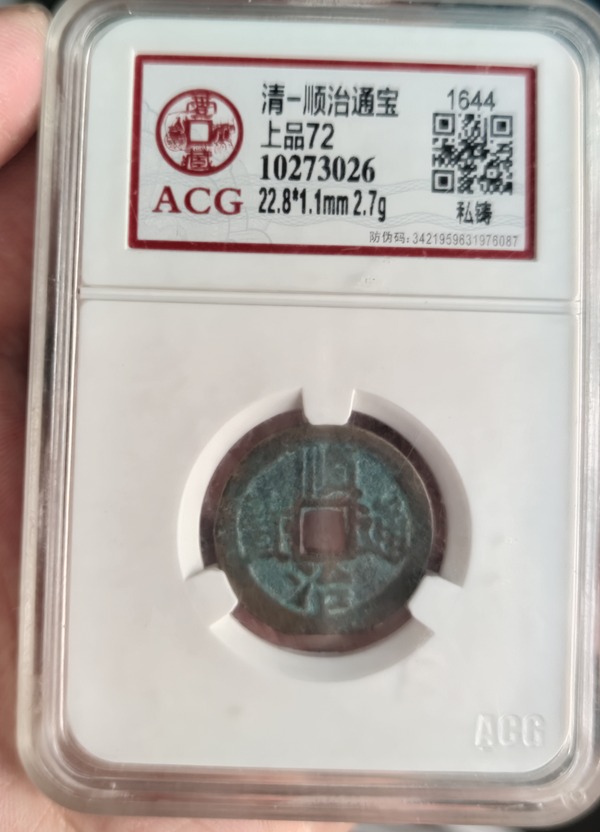 清-顺治通宝
1644
上品72
10273026
ACG
22.8*1.1mm 2.7g
私铸
防伪码:3421959631976087
順
治
通
寳
ACG